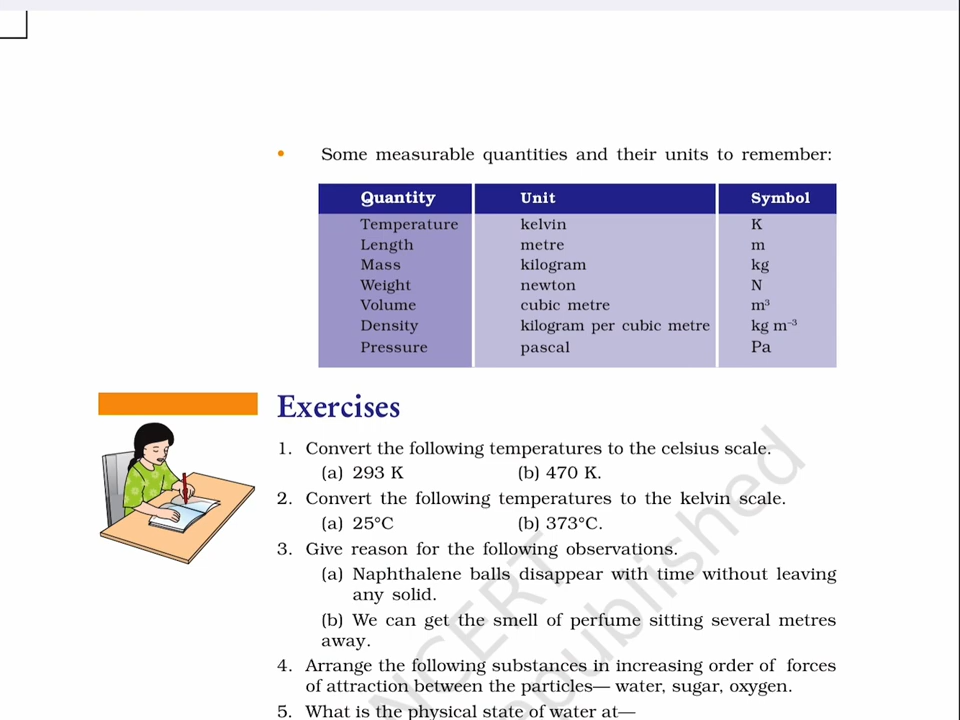 • Some measurable quantities and their units to remember:
Quantity Unit Symbol
Temperature kelvin K
Length metre m
Mass kilogram kg
Weight newton N
Volume cubic metre m³
Density kilogram per cubic metre kg m⁻³
Pressure pascal Pa
Exercises
1. Convert the following temperatures to the celsius scale.
(a) 293 K (b) 470 K.
2. Convert the following temperatures to the kelvin scale.
(a) 25°C (b) 373°C.
3. Give reason for the following observations.
(a) Naphthalene balls disappear with time without leaving
any solid.
(b) We can get the smell of perfume sitting several metres
away.
4. Arrange the following substances in increasing order of forces
of attraction between the particles— water, sugar, oxygen.
5. What is the physical state of water at—
NCERT
republished